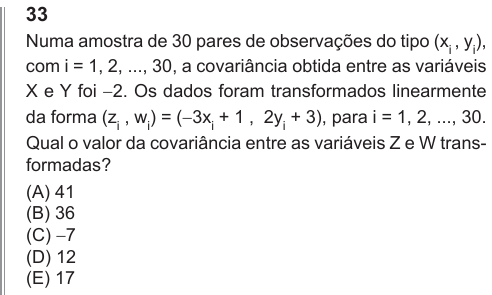 33
Numa amostra de 30 pares de observações do tipo (xᵢ , yᵢ),
com i = 1, 2, ..., 30, a covariância obtida entre as variáveis
X e Y foi –2. Os dados foram transformados linearmente
da forma (zᵢ , wᵢ) = (–3xᵢ + 1 , 2yᵢ + 3), para i = 1, 2, ..., 30.
Qual o valor da covariância entre as variáveis Z e W trans-
formadas?
(A) 41
(B) 36
(C) –7
(D) 12
(E) 17